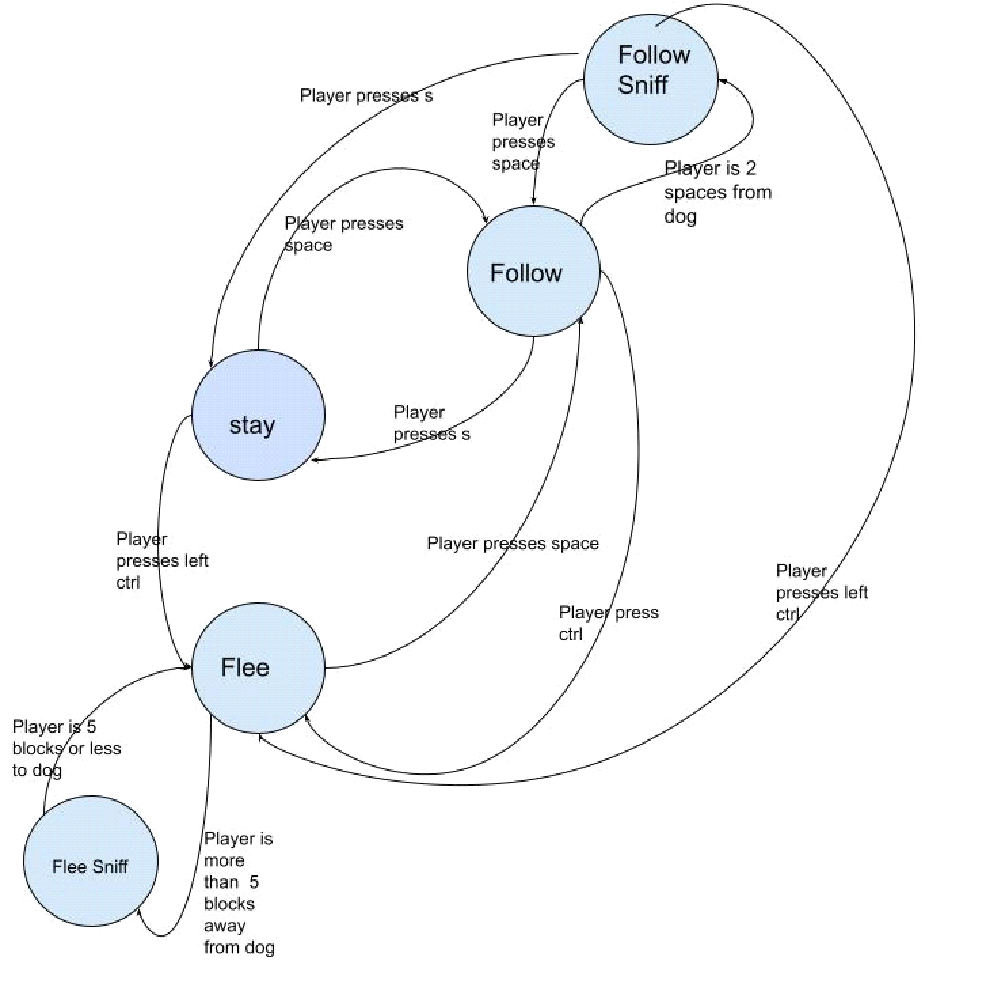 Follow
Sniff
Player presses s
Player
presses
space
Player is 2
spaces from
dog
Player presses
space
Follow
stay
Player
presses s
Player
presses left
ctrl
Player presses space
Player
presses left
ctrl
Player press
ctrl
Flee
Player is 5
blocks or less
to dog
Player is
more
than 5
blocks
away
from dog
Flee Sniff